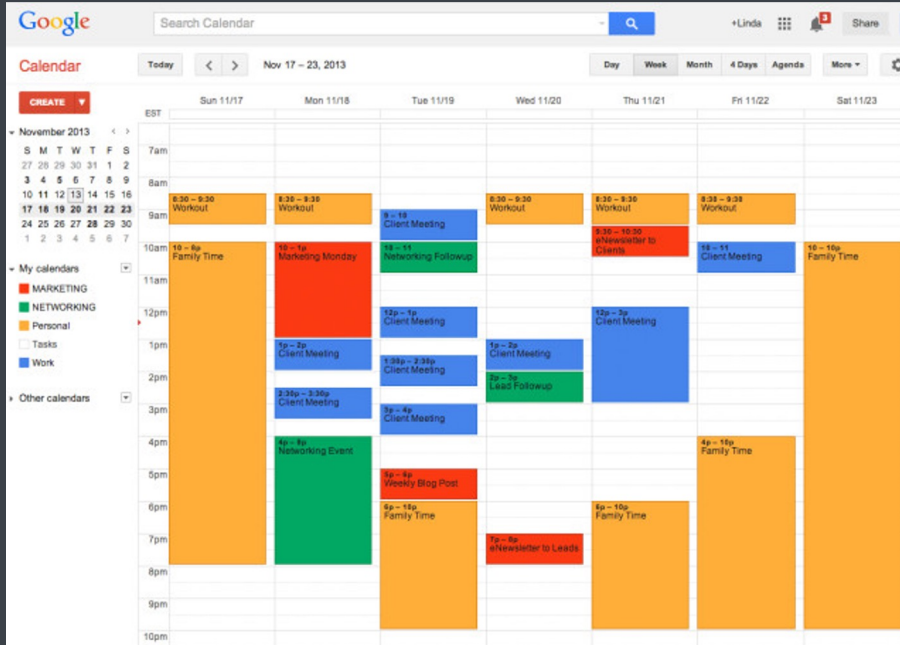 Google
Search Calendar
+Linda
3
Share
Calendar
Today
Nov 17 – 23, 2013
Day
Week
Month
4 Days
Agenda
More
CREATE
November 2013
S M T W T F S
27 28 29 30 31 1 2
3 4 5 6 7 8 9
10 11 12 13 14 15 16
17 18 19 20 21 22 23
24 25 26 27 28 29 30
1 2 3 4 5 6 7
My calendars
MARKETING
NETWORKING
Personal
Tasks
Work
Other calendars
EST
Sun 11/17
Mon 11/18
Tue 11/19
Wed 11/20
Thu 11/21
Fri 11/22
Sat 11/23
7am
8am
9am
10am
11am
12pm
1pm
2pm
3pm
4pm
5pm
6pm
7pm
8pm
9pm
10pm
8:30 – 9:30
Workout
10 – 8p
Family Time
8:30 – 9:30
Workout
10 – 1p
Marketing Monday
1p – 2p
Client Meeting
2:30p – 3:30p
Client Meeting
4p – 8p
Networking Event
9 – 10
Client Meeting
10 – 11
Networking Followup
12p – 1p
Client Meeting
1:30p – 2:30p
Client Meeting
3p – 4p
Client Meeting
5p – 6p
Weekly Blog Post
6p – 10p
Family Time
8:30 – 9:30
Workout
1p – 2p
Client Meeting
2p – 3p
Lead Followup
7p – 8p
eNewsletter to Leads
8:30 – 9:30
Workout
9:30 – 10:30
eNewsletter to
Clients
12p – 3p
Client Meeting
6p – 10p
Family Time
8:30 – 9:30
Workout
10 – 11
Client Meeting
4p – 10p
Family Time
10 – 10p
Family Time